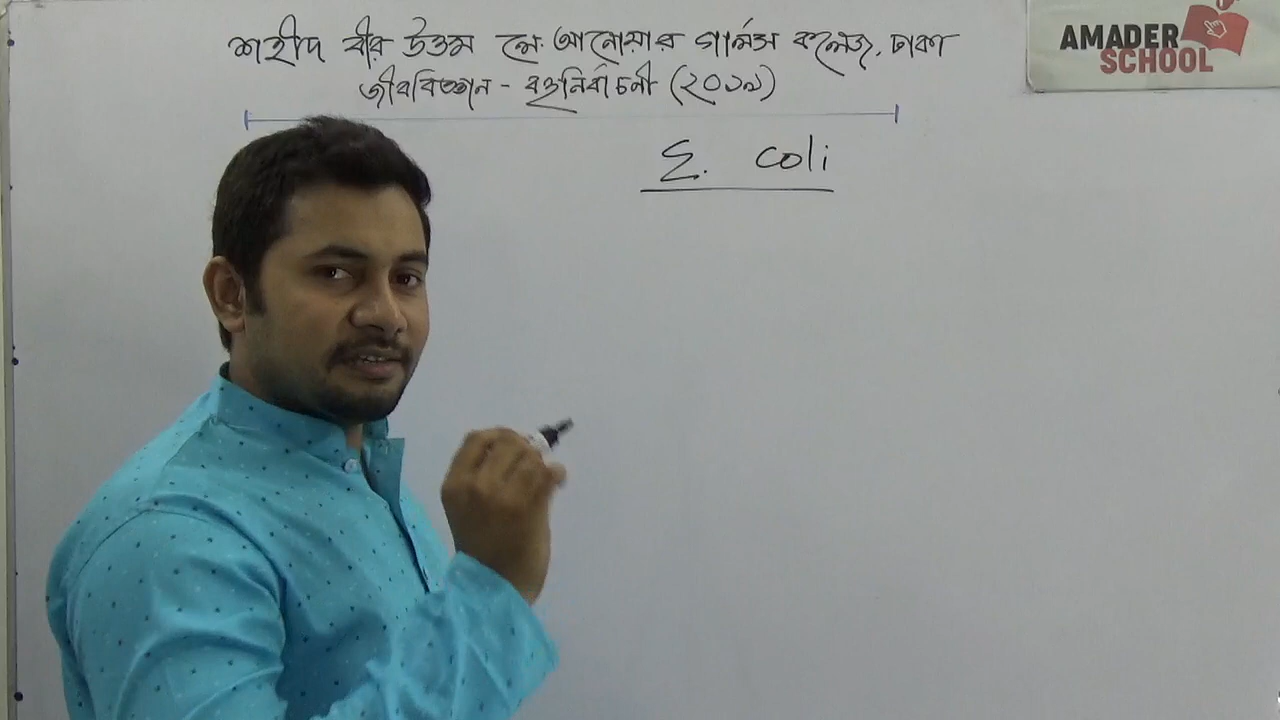 শহীদ বীর উত্তম লে. আনোয়ার গার্লস কলেজ, ঢাকা
জীববিজ্ঞান - বহুনির্বাচনী (২০১৯)
E. coli
AMADER
SCHOOL